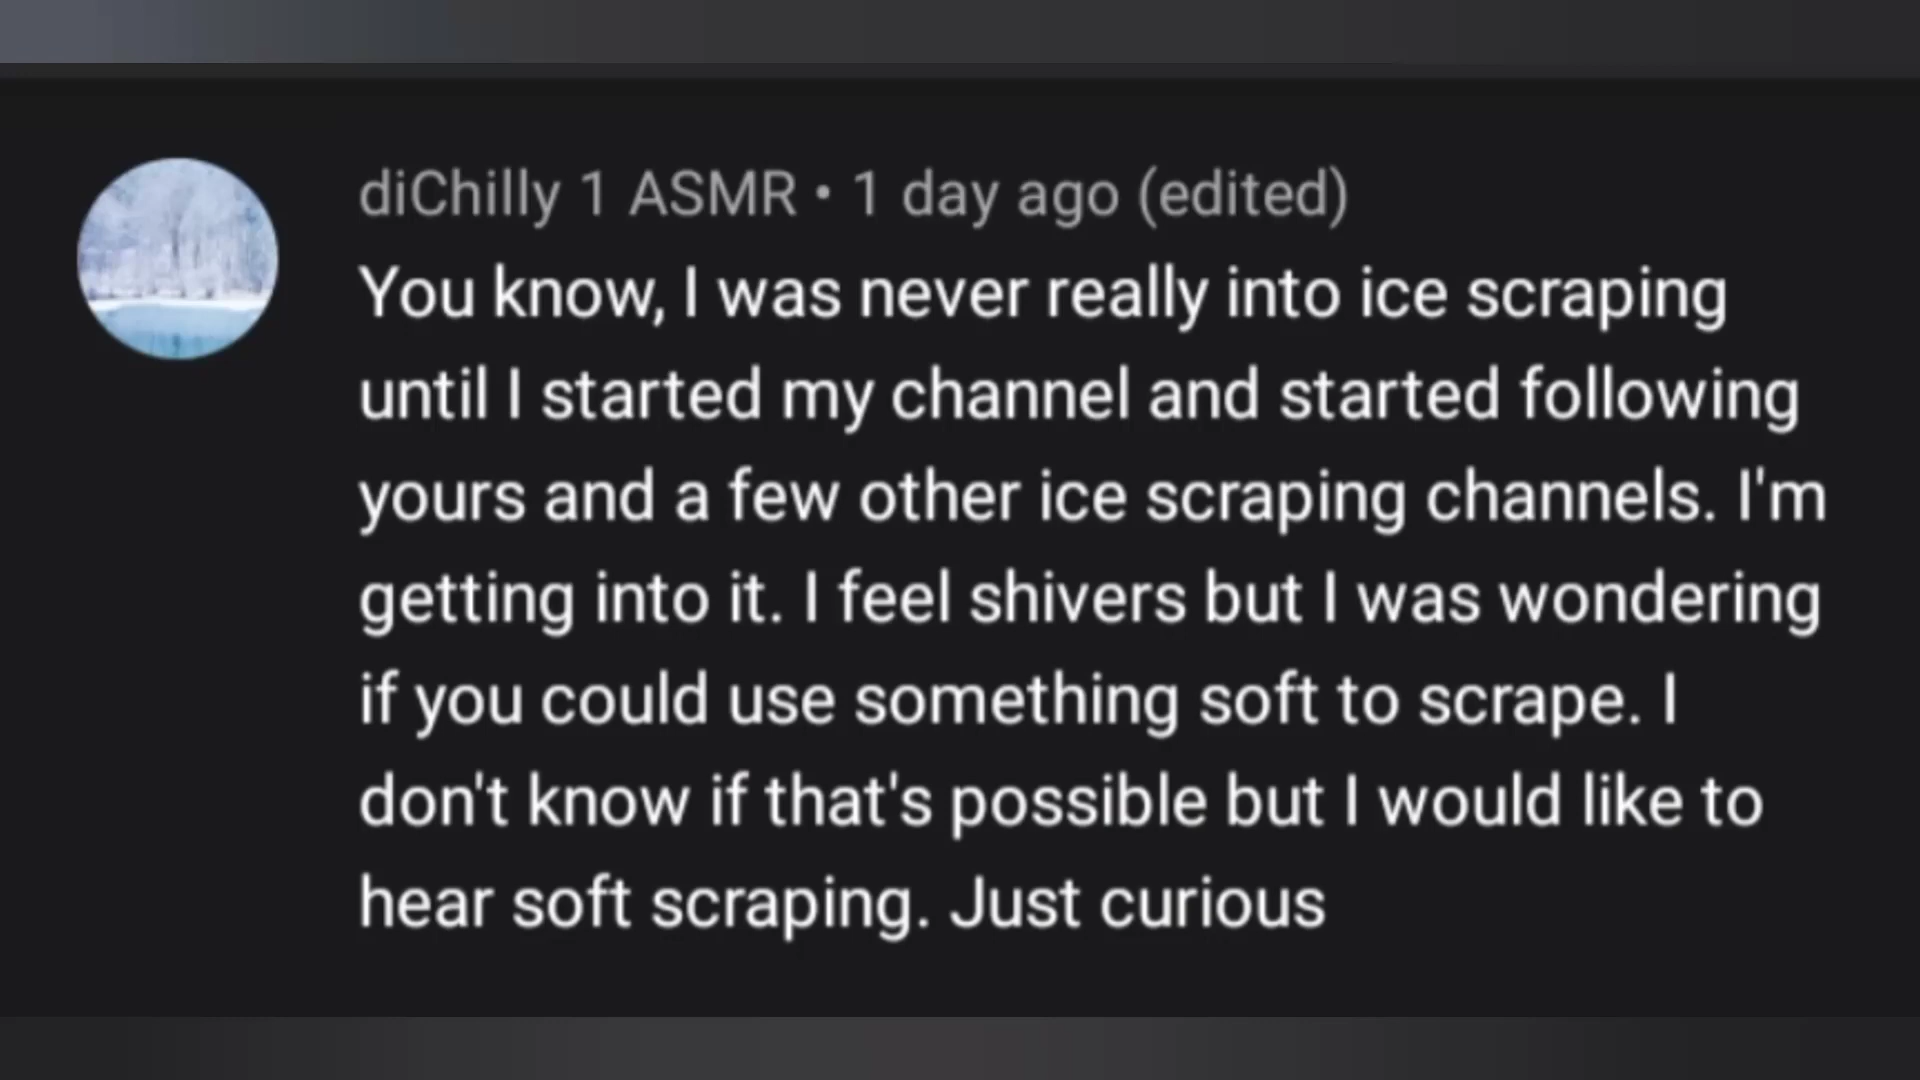 diChilly 1 ASMR • 1 day ago (edited)
You know, I was never really into ice scraping
until I started my channel and started following
yours and a few other ice scraping channels. I'm
getting into it. I feel shivers but I was wondering
if you could use something soft to scrape. I
don't know if that's possible but I would like to
hear soft scraping. Just curious